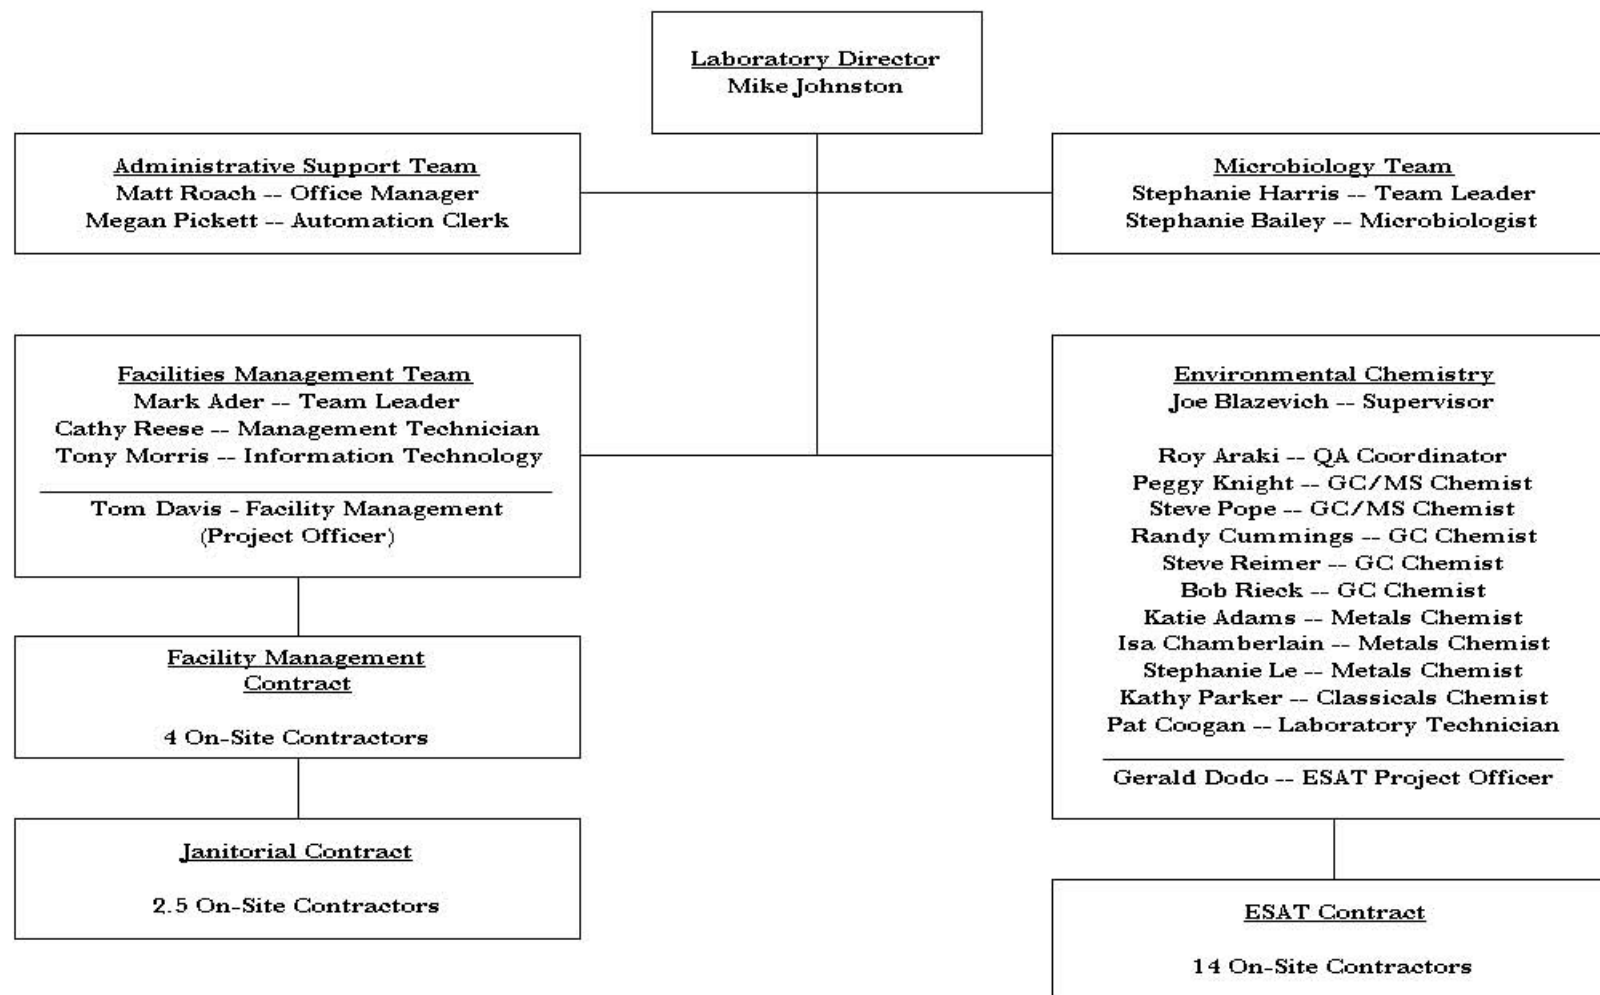 Laboratory Director
Mike Johnston
Administrative Support Team
Matt Roach -- Office Manager
Megan Pickett -- Automation Clerk
Microbiology Team
Stephanie Harris -- Team Leader
Stephanie Bailey -- Microbiologist
Facilities Management Team
Mark Ader -- Team Leader
Cathy Reese -- Management Technician
Tony Morris -- Information Technology
Tom Davis - Facility Management
(Project Officer)
Environmental Chemistry
Joe Blazevich -- Supervisor
Roy Araki -- QA Coordinator
Peggy Knight -- GC/MS Chemist
Steve Pope -- GC/MS Chemist
Randy Cummings -- GC Chemist
Steve Reimer -- GC Chemist
Bob Rieck -- GC Chemist
Katie Adams -- Metals Chemist
Isa Chamberlain -- Metals Chemist
Stephanie Le -- Metals Chemist
Kathy Parker -- Classicals Chemist
Pat Coogan -- Laboratory Technician
Gerald Dodo -- ESAT Project Officer
Facility Management
Contract
4 On-Site Contractors
Janitorial Contract
2.5 On-Site Contractors
ESAT Contract
14 On-Site Contractors